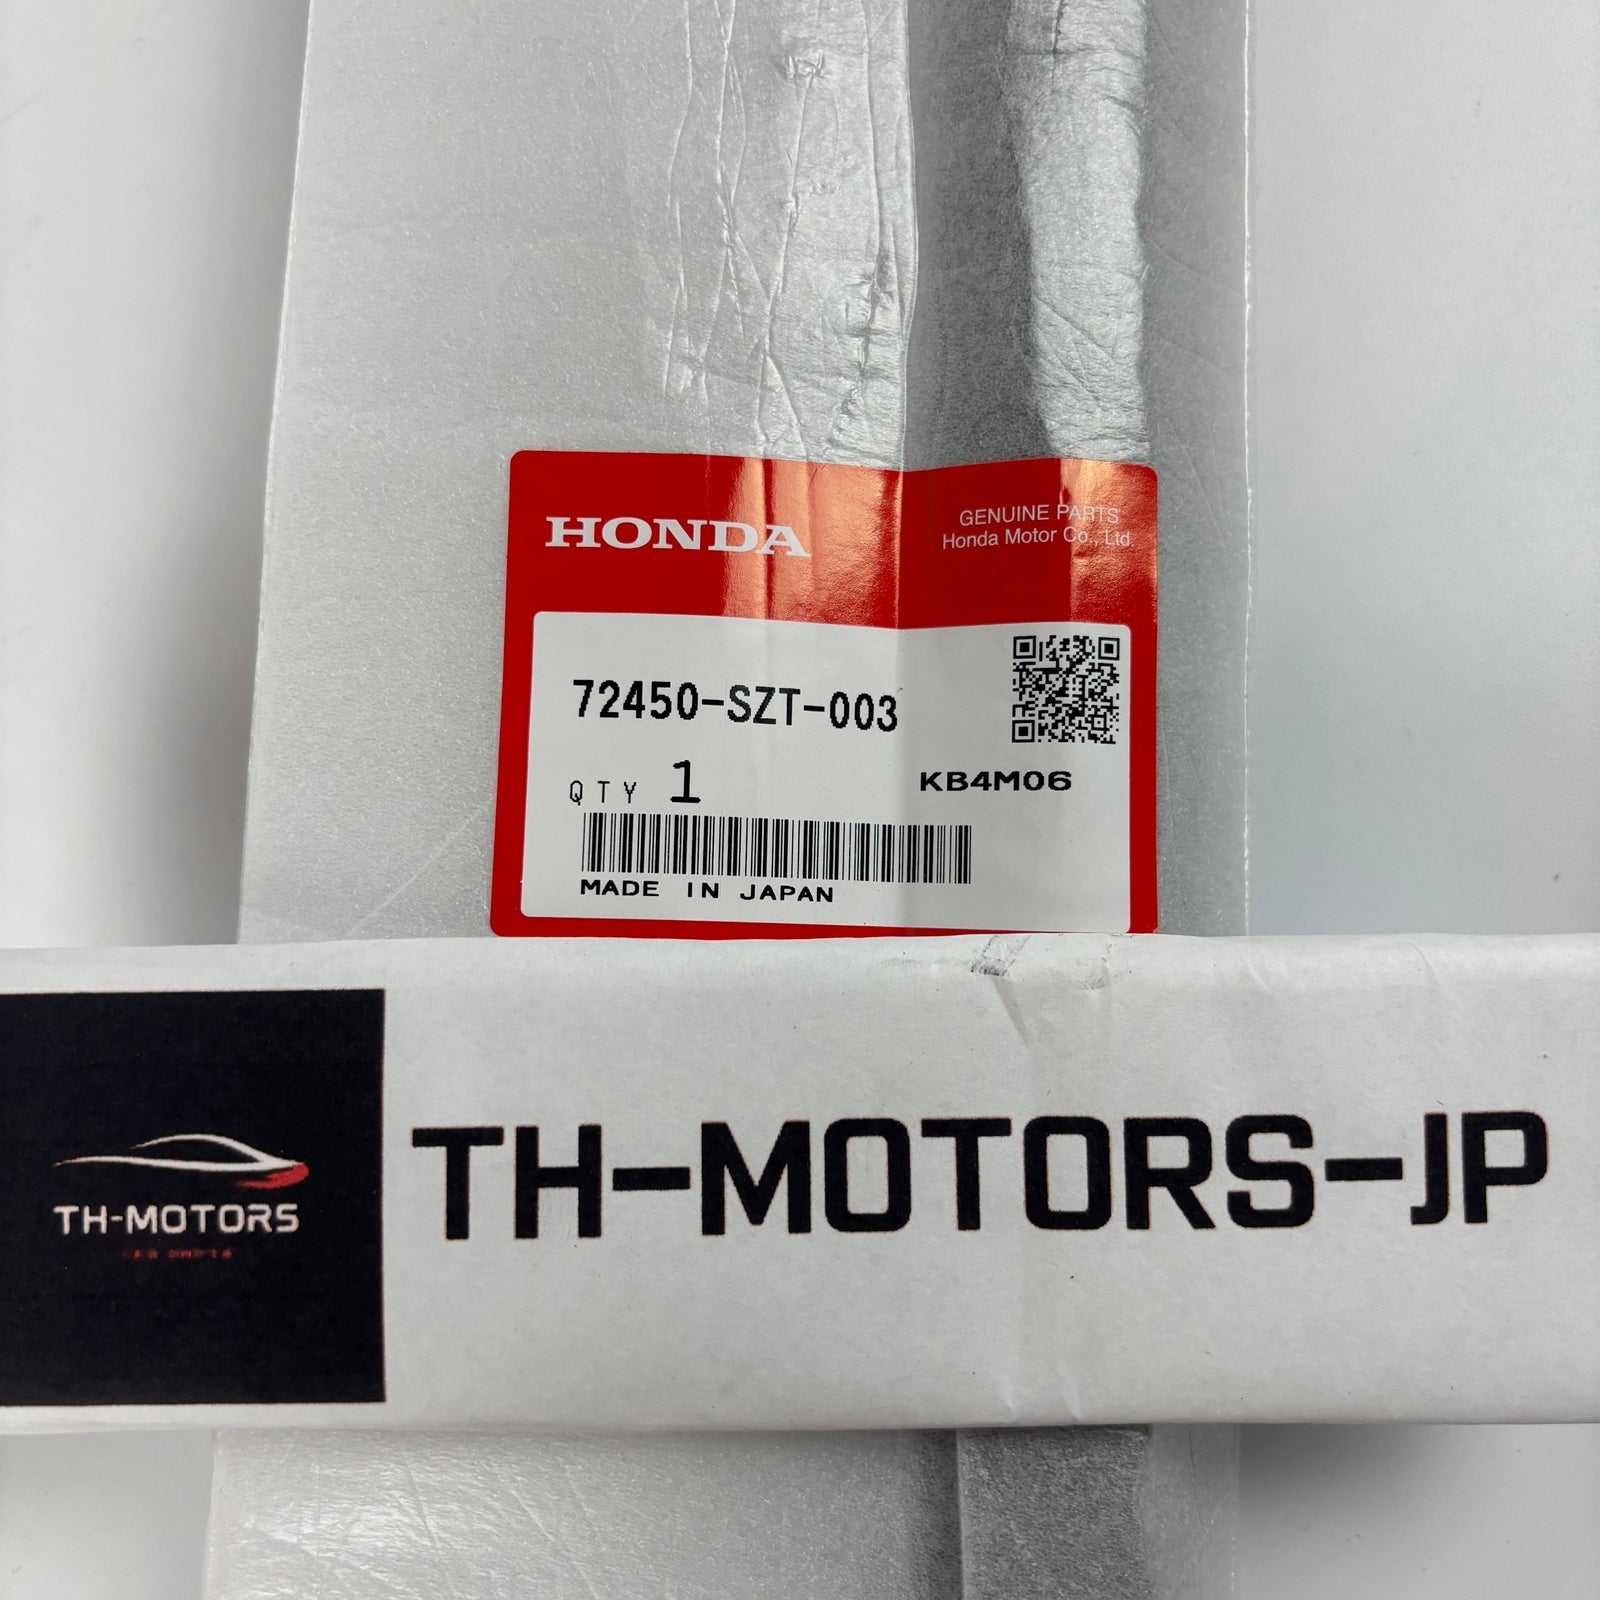 HONDA
GENUINE PARTS
Honda Motor Co., Ltd.
72450-SZT-003
QTY 1
KB4M06
MADE IN JAPAN
TH-MOTORS
TH-MOTORS-JP